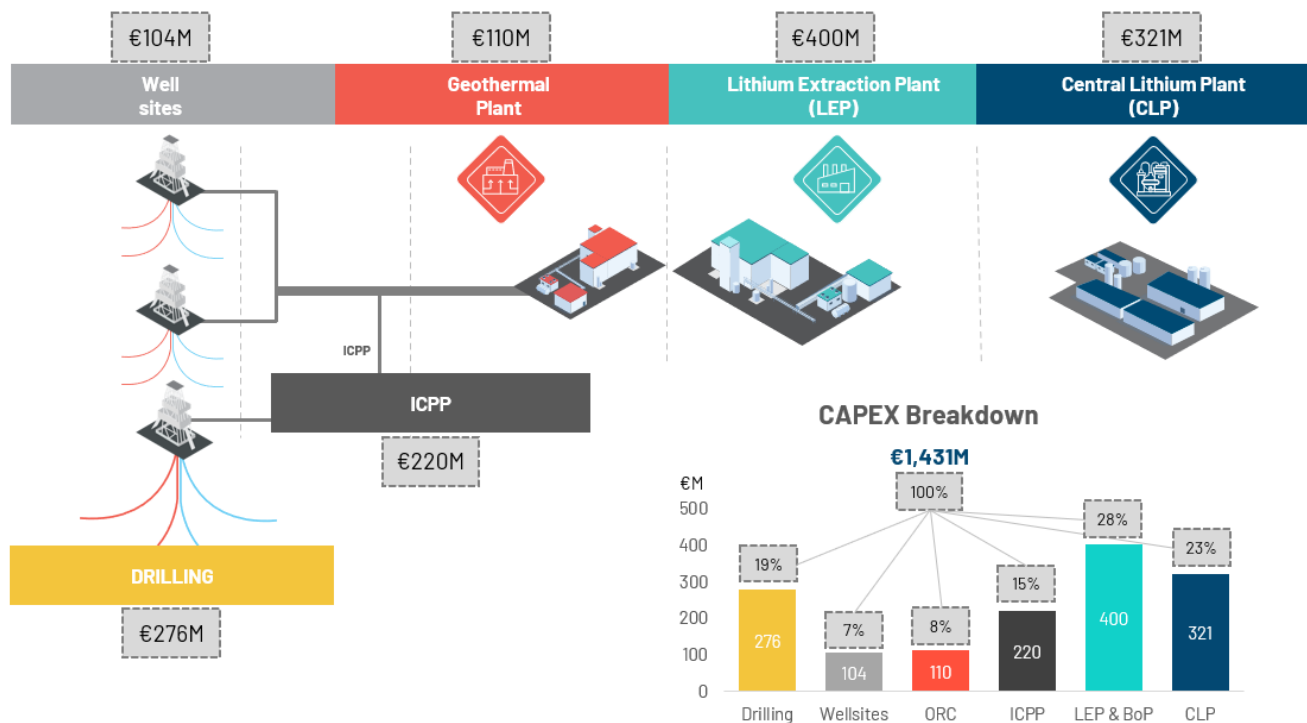 €104M
€110M
€400M
€321M
Well
sites
Geothermal
Plant
Lithium Extraction Plant
(LEP)
Central Lithium Plant
(CLP)
ICPP
ICPP
€220M
DRILLING
€276M
CAPEX Breakdown
€1,431M
€M
100%
500
400
300
200
100
0
19%
7%
8%
15%
28%
23%
276
104
110
220
400
321
Drilling
Wellsites
ORC
ICPP
LEP & BoP
CLP